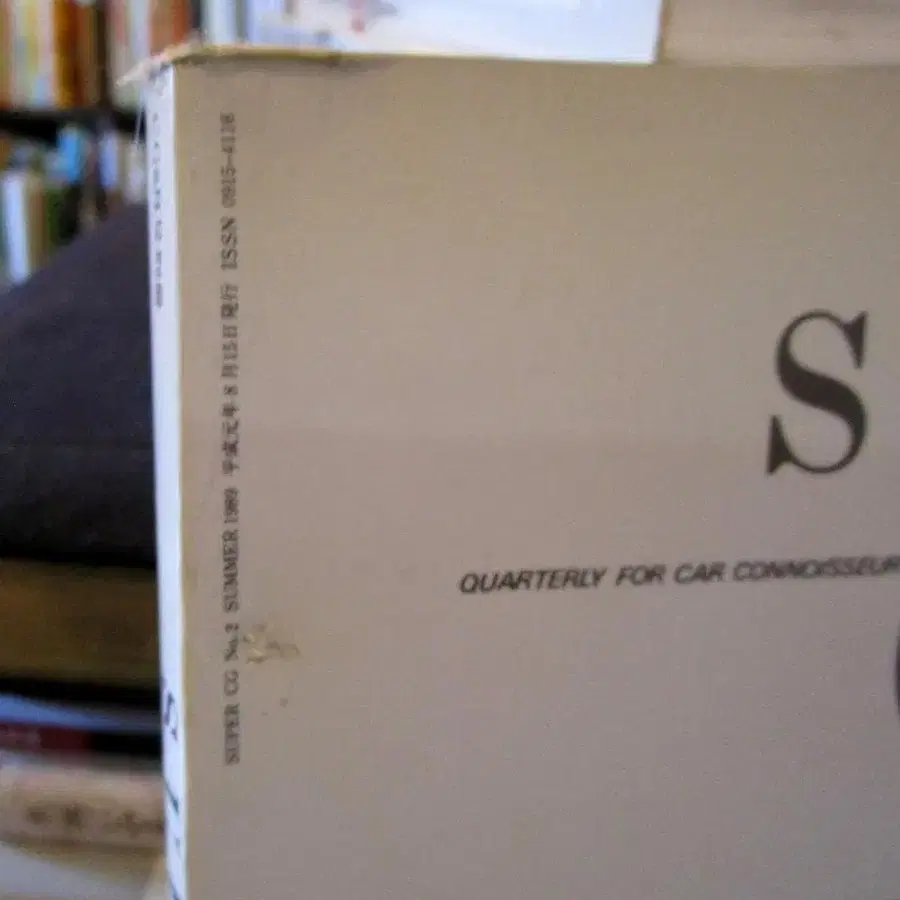 S
QUARTERLY FOR CAR CONNOISSEUR
SUPER CG No.2 SUMMER 1989 平成元年8月15日発行 ISSN 0915-4116